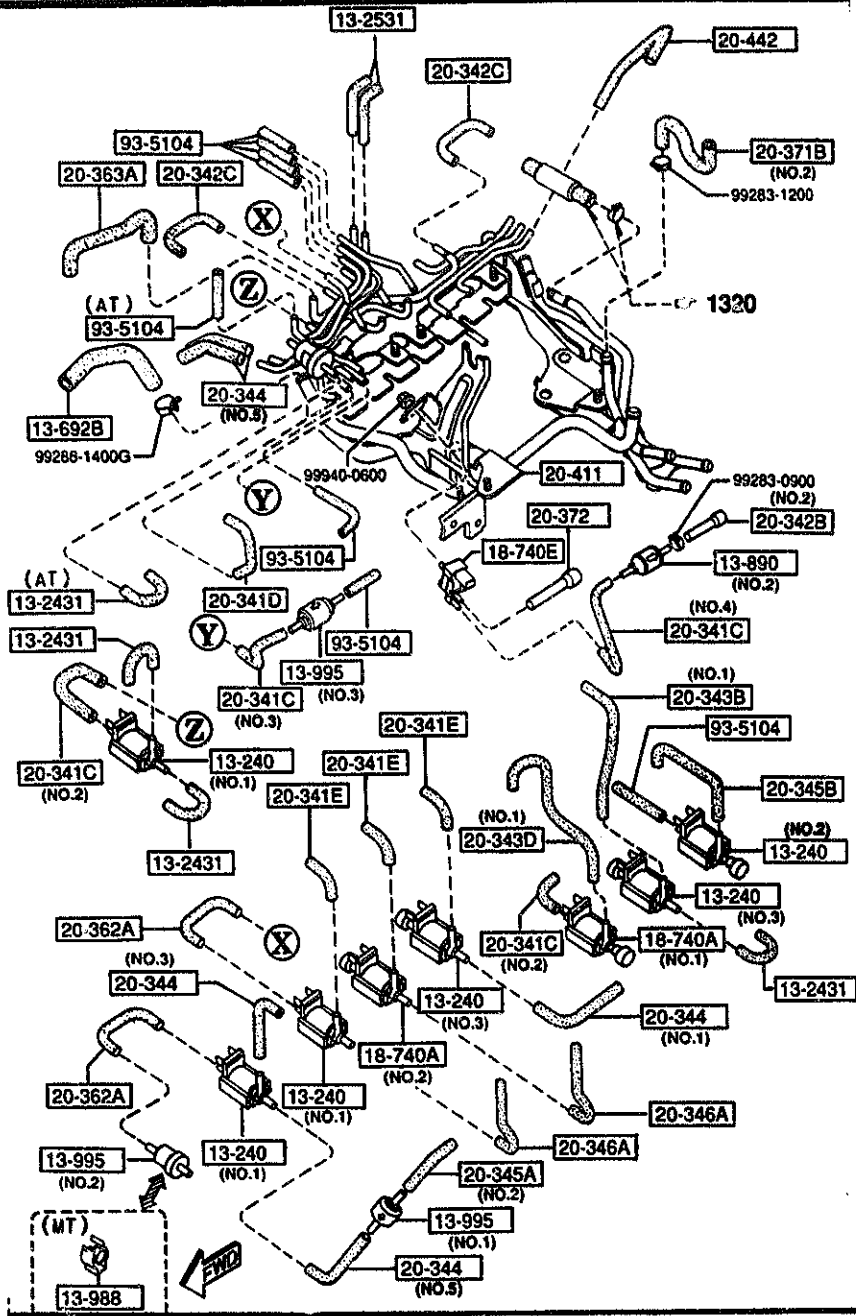 13-2531
20-442
20-342C
93-5104
20-371B
(NO.2)
20-363A
20-342C
99283-1200
X
Z
(AT)
1320
93-5104
20-344
(NO.5)
13-692B
99286-1400G
99940-0600
20-411
99283-0900
(NO.2)
Y
20-372
20-342B
93-5104
18-740E
13-890
(NO.2)
(AT)
13-2431
20-341D
(NO.4)
20-341C
13-2431
Y
93-5104
13-995
(NO.3)
20-341C
(NO.3)
(NO.1)
20-343B
Z
20-341E
93-5104
13-240
(NO.1)
20-341C
(NO.2)
20-341E
20-345B
20-341E
(NO.1)
20-343D
(NO.2)
13-240
13-2431
13-240
(NO.3)
20-362A
X
20-341C
(NO.2)
18-740A
(NO.1)
(NO.3)
20-344
13-2431
13-240
(NO.3)
20-344
(NO.1)
18-740A
(NO.2)
20-362A
13-240
(NO.1)
20-346A
13-240
(NO.1)
20-346A
13-995
(NO.2)
20-345A
(NO.2)
(MT)
13-995
(NO.1)
FWD
20-344
(NO.5)
13-988